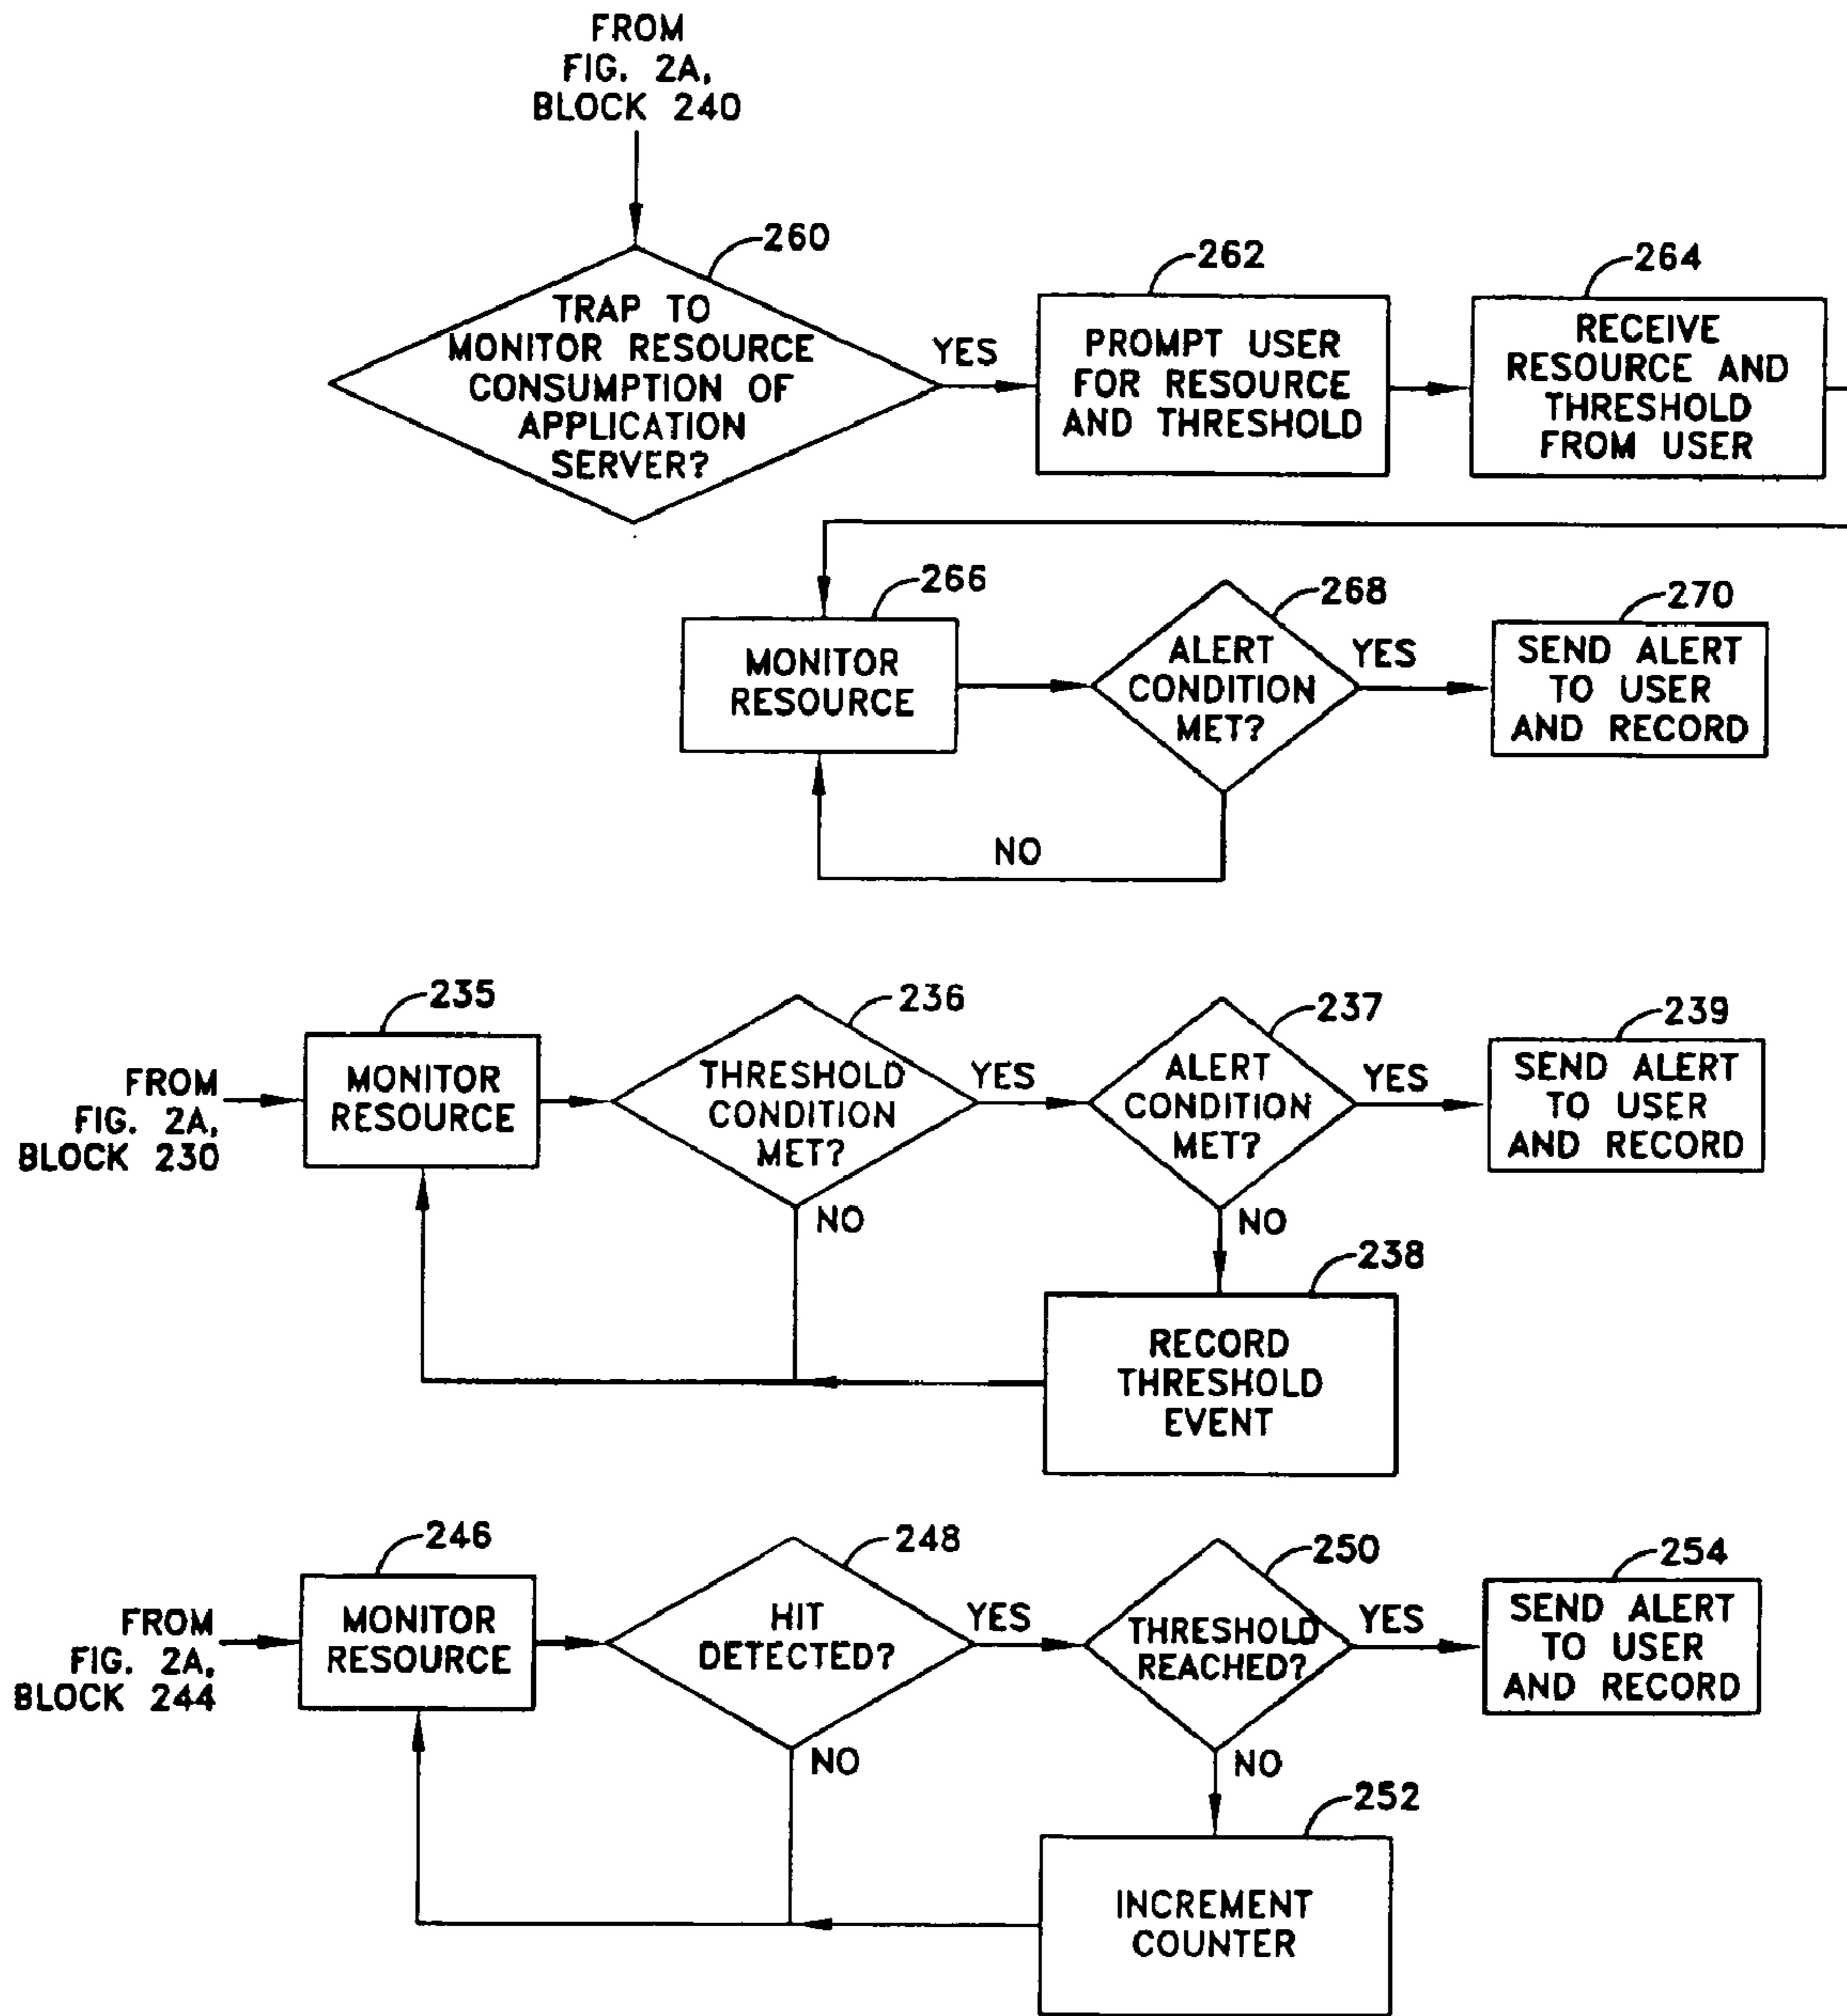 FROM
FIG. 2A,
BLOCK 240
260
TRAP TO
MONITOR RESOURCE
CONSUMPTION OF
APPLICATION
SERVER?
YES
262
PROMPT USER
FOR RESOURCE
AND THRESHOLD
264
RECEIVE
RESOURCE AND
THRESHOLD
FROM USER
266
MONITOR
RESOURCE
268
ALERT
CONDITION
MET?
YES
270
SEND ALERT
TO USER
AND RECORD
NO
FROM
FIG. 2A,
BLOCK 230
235
MONITOR
RESOURCE
236
THRESHOLD
CONDITION
MET?
YES
NO
237
ALERT
CONDITION
MET?
YES
NO
239
SEND ALERT
TO USER
AND RECORD
238
RECORD
THRESHOLD
EVENT
FROM
FIG. 2A,
BLOCK 244
246
MONITOR
RESOURCE
248
HIT
DETECTED?
YES
NO
250
THRESHOLD
REACHED?
YES
NO
254
SEND ALERT
TO USER
AND RECORD
252
INCREMENT
COUNTER